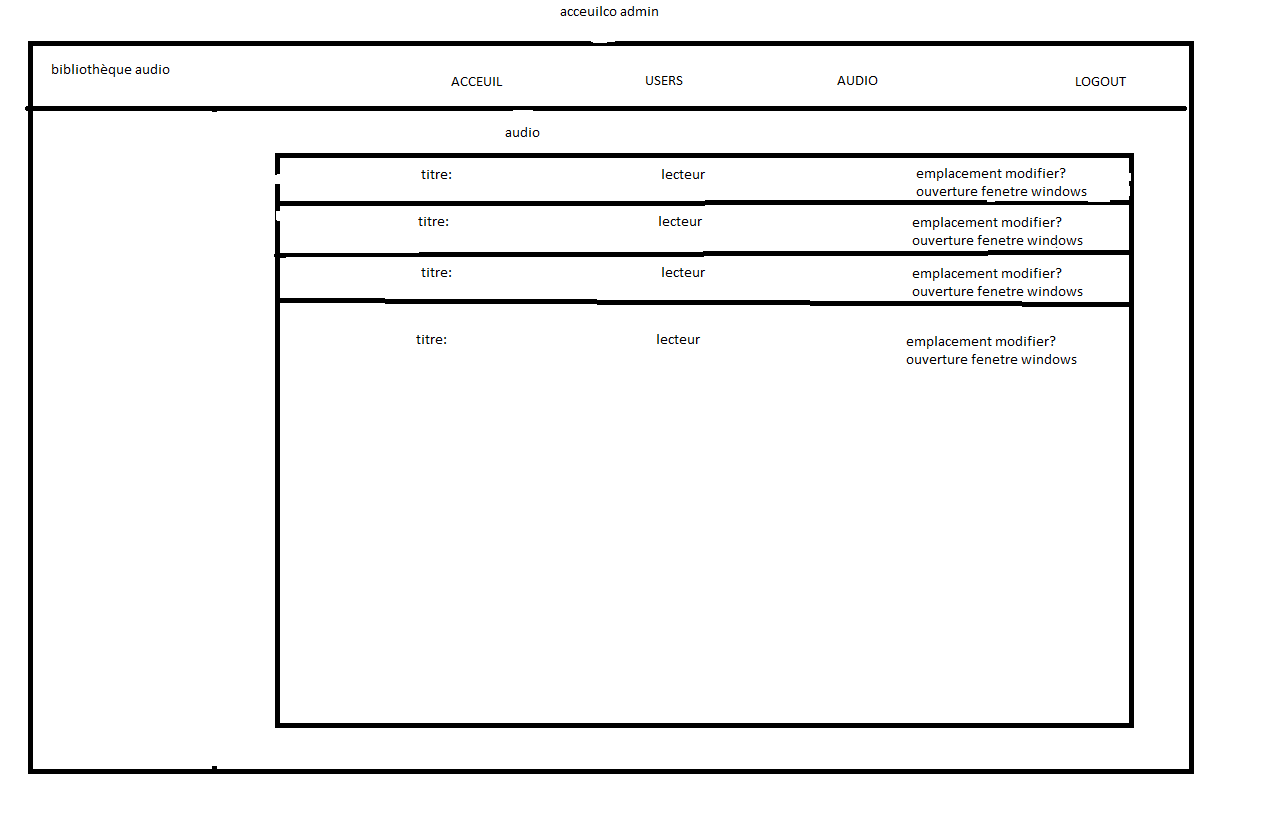 acceuilco admin
bibliothèque audio
ACCEUIL
USERS
AUDIO
LOGOUT
audio
titre:
lecteur
emplacement modifier?
ouverture fenetre windows
titre:
lecteur
emplacement modifier?
ouverture fenetre windows
titre:
lecteur
emplacement modifier?
ouverture fenetre windows
titre:
lecteur
emplacement modifier?
ouverture fenetre windows